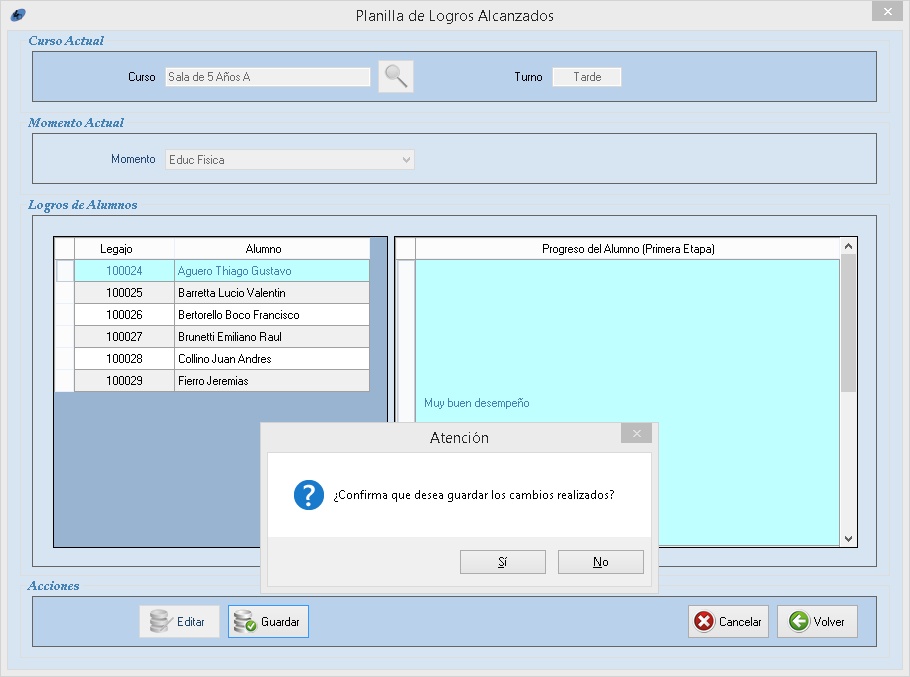 Planilla de Logros Alcanzados
Curso Actual
Curso Sala de 5 Años A Turno Tarde
Momento Actual
Momento Educ Fisica
Logros de Alumnos
Legajo Alumno Progreso del Alumno (Primera Etapa)
100024 Aguero Thiago Gustavo
100025 Barretta Lucio Valentin
100026 Bertorello Boco Francisco
100027 Brunetti Emiliano Raul
100028 Collino Juan Andres
100029 Fierro Jeremias
Muy buen desempeño
Atención
¿Confirma que desea guardar los cambios realizados?
Sí No
Acciones
Editar Guardar Cancelar Volver